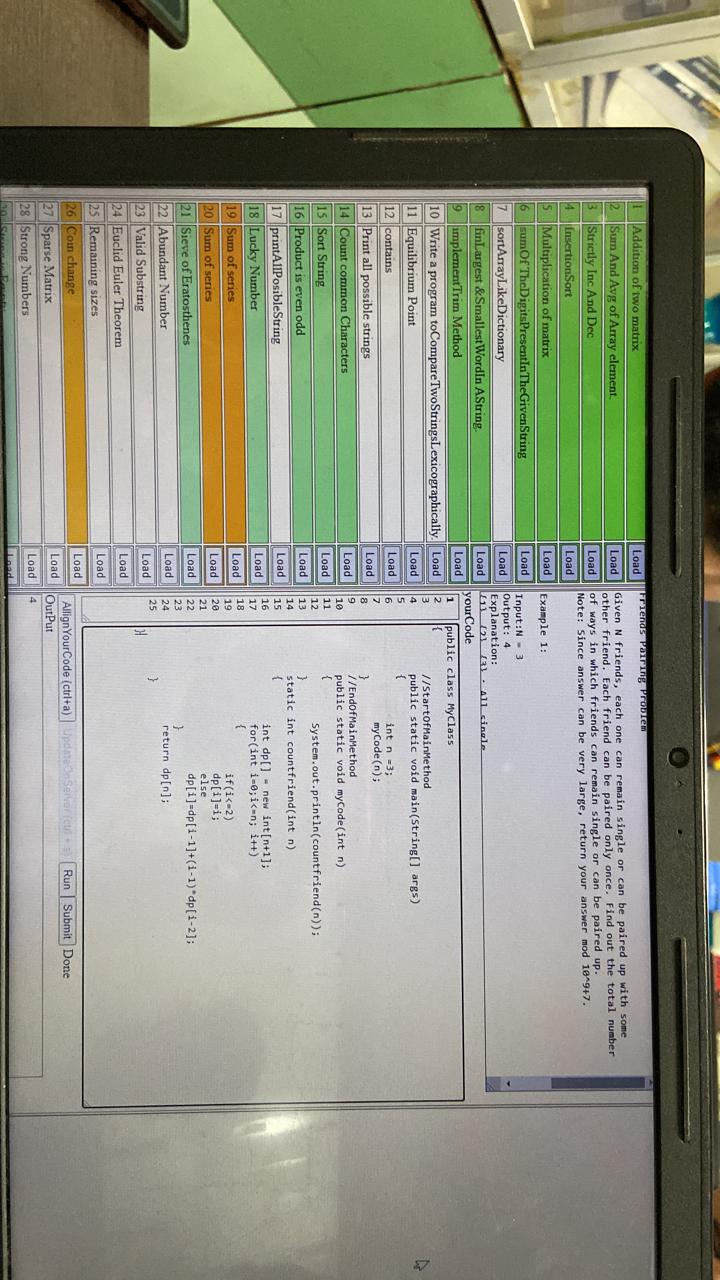 1 Addition of two matrix Load
2 Sum And Avg of Array element. Load
3 Strictly Inc And Dec Load
4 InsertionSort Load
5 Multiplication of matrix Load
6 sumOf TheDigitsPresentInTheGivenString Load
7 sortArrayLikeDictionary Load
8 finLargest &SmallestWordIn AString. Load
9 implementTrim Method Load
10 Write a program toCompareTwoStringsLexicographically. Load
11 Equilibrium Point Load
12 contains Load
13 Print all possible strings Load
14 Count common Characters Load
15 Sort String Load
16 Product is even odd Load
17 printAllPosibleString Load
18 Lucky Number Load
19 Sum of series Load
20 Sum of series Load
21 Sieve of Eratosthenes Load
22 Abundant Number Load
23 Valid Substring Load
24 Euclid Euler Theorem Load
25 Remaining sizes Load
26 Coin change Load
27 Sparse Matrix Load
28 Strong Numbers Load
Load
Friends Pairing Problem
Given N friends, each one can remain single or can be paired up with some
other friend. Each friend can be paired only once. Find out the total number
of ways in which friends can remain single or can be paired up.
Note: Since answer can be very large, return your answer mod 10^9+7.
Example 1:
Input:N = 3
Output: 4
Explanation:
{1}, {2}, {3} : All single
yourCode
1 public class MyClass
2 {
3 //StartOfMainMethod
4 public static void main(String[] args)
5 {
6 int n =3;
7 myCode(n);
8 }
9 //EndOfMainMethod
10 public static void myCode(int n)
11 {
12 System.out.println(countfriend(n));
13 }
14 static int countfriend(int n)
15 {
16 int dp[] = new int[n+1];
17 for(int i=0;i<=n; i++)
18 {
19 if(i<=2)
20 dp[i]=i;
21 else
22 dp[i]=dp[i-1]+(i-1)*dp[i-2];
23 }
24 return dp[n];
25 }
}
AllignYourCode (ctrl+a) UpdateOnServer (ctrl + s) Run Submit Done
OutPut
4